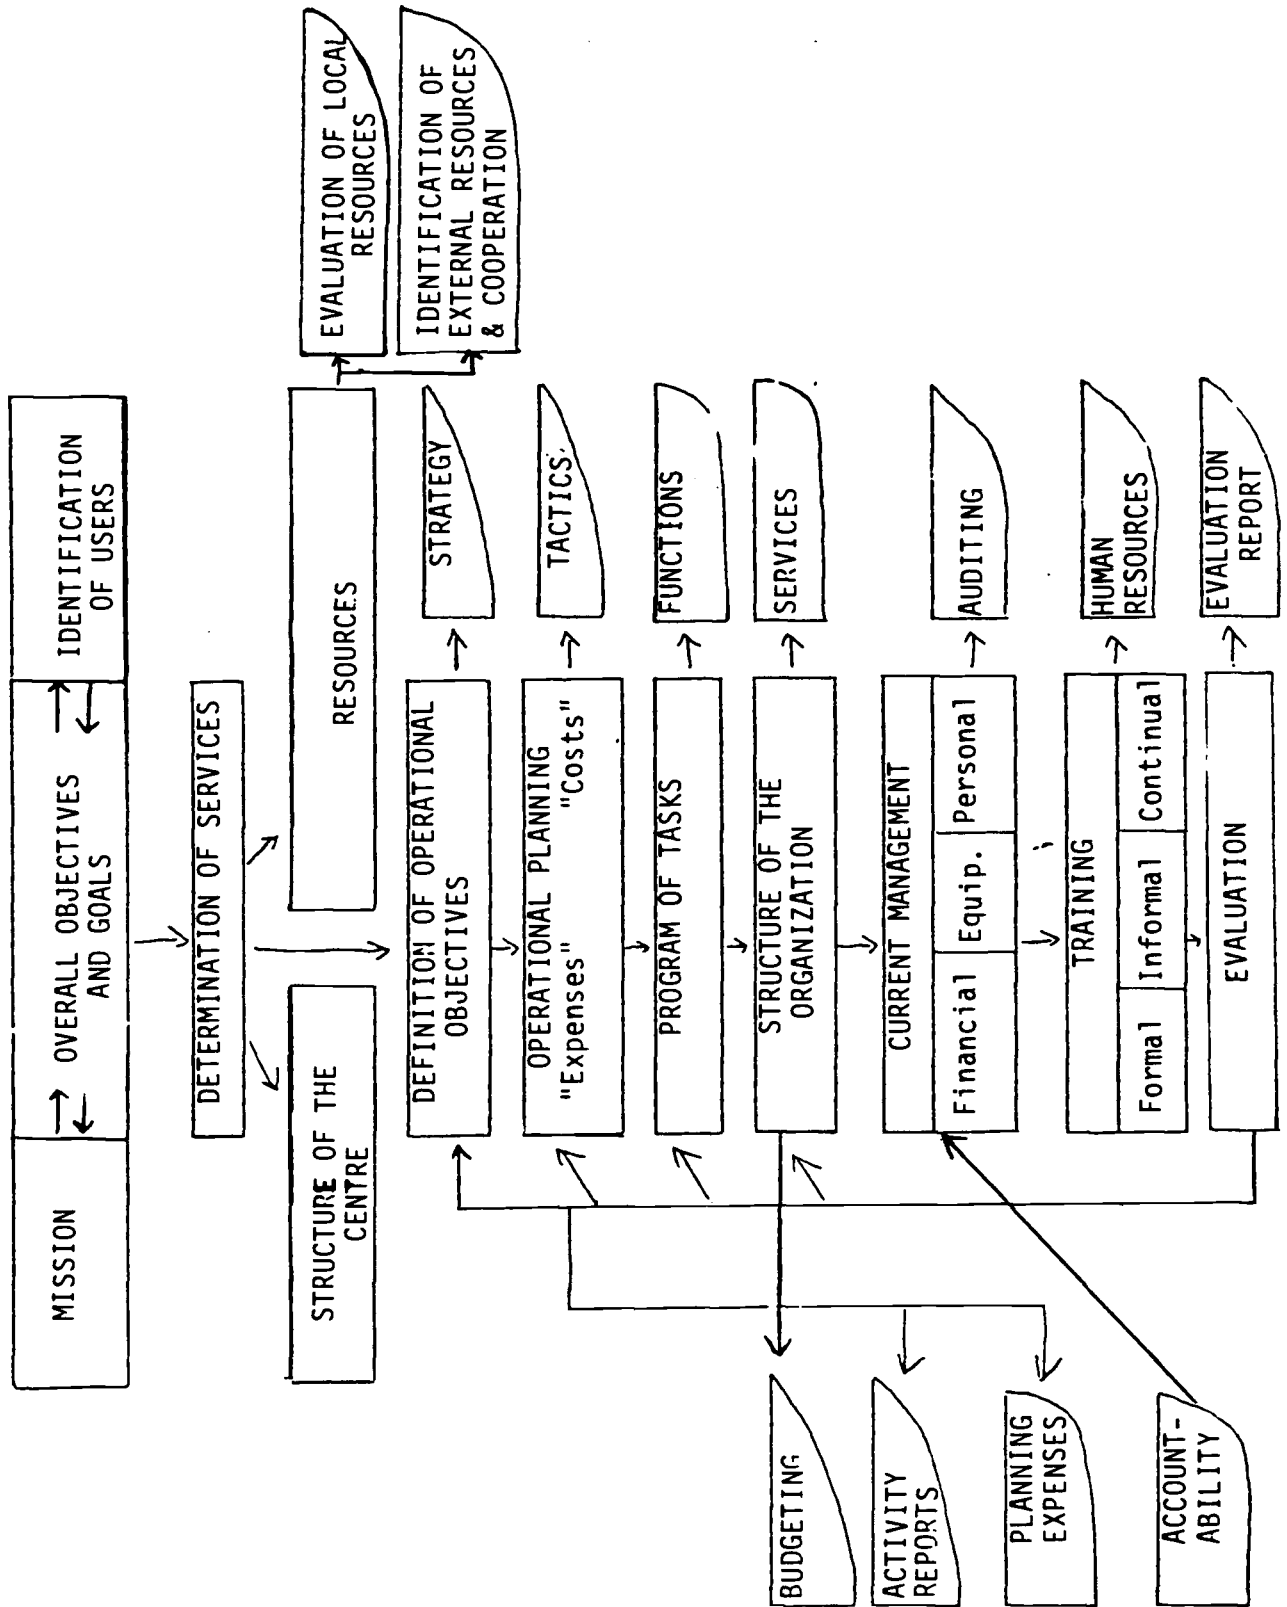 MISSION
OVERALL OBJECTIVES
AND GOALS
IDENTIFICATION
OF USERS
DETERMINATION OF SERVICES
STRUCTURE OF THE
CENTRE
RESOURCES
EVALUATION OF LOCAL
RESOURCES
IDENTIFICATION OF
EXTERNAL RESOURCES
& COOPERATION
DEFINITION OF OPERATIONAL
OBJECTIVES
STRATEGY
OPERATIONAL PLANNING
"Expenses" "Costs"
TACTICS
PROGRAM OF TASKS
FUNCTIONS
STRUCTURE OF THE
ORGANIZATION
SERVICES
BUDGETING
CURRENT MANAGEMENT
Financial Equip. Personal
AUDITING
ACTIVITY
REPORTS
PLANNING
EXPENSES
TRAINING
Formal Informal Continual
HUMAN
RESOURCES
ACCOUNT-
ABILITY
EVALUATION
EVALUATION
REPORT